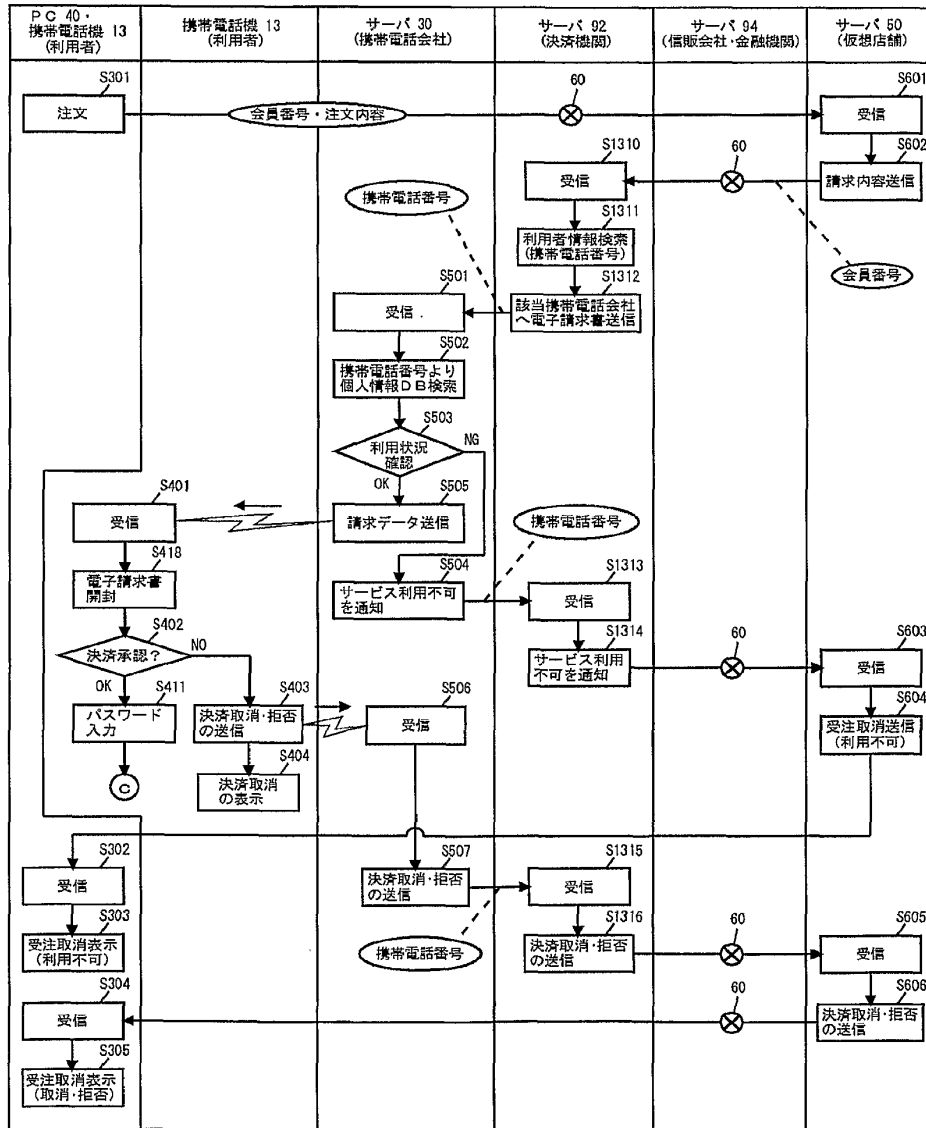 PC 40・
携帯電話機 13
(利用者)
携帯電話機 13
(利用者)
サーバ 30
(携帯電話会社)
サーバ 92
(決済機関)
サーバ 94
(信販会社・金融機関)
サーバ 50
(仮想店舗)
S301
注文
会員番号・注文内容
60
S601
受信
S602
請求内容送信
60
会員番号
S1310
受信
S1311
利用者情報検索
(携帯電話番号)
S1312
該当携帯電話会社
へ電子請求書送信
携帯電話番号
S501
受信.
S502
携帯電話番号より
個人情報DB検索
S503
利用状況
確認
NG
OK
S505
請求データ送信
S401
受信
S418
電子請求書
開封
S402
決済承認?
NO
OK
S411
パスワード
入力
C
S403
決済取消・拒否
の送信
S404
決済取消
の表示
S504
サービス利用不可
を通知
携帯電話番号
S1313
受信
S1314
サービス利用
不可を通知
60
S603
受信
S604
受注取消送信
(利用不可)
S506
受信
S302
受信
S303
受注取消表示
(利用不可)
S507
決済取消・拒否
の送信
携帯電話番号
S1315
受信
S1316
決済取消・拒否
の送信
60
S605
受信
S606
決済取消・拒否
の送信
60
S304
受信
S305
受注取消表示
(取消・拒否)